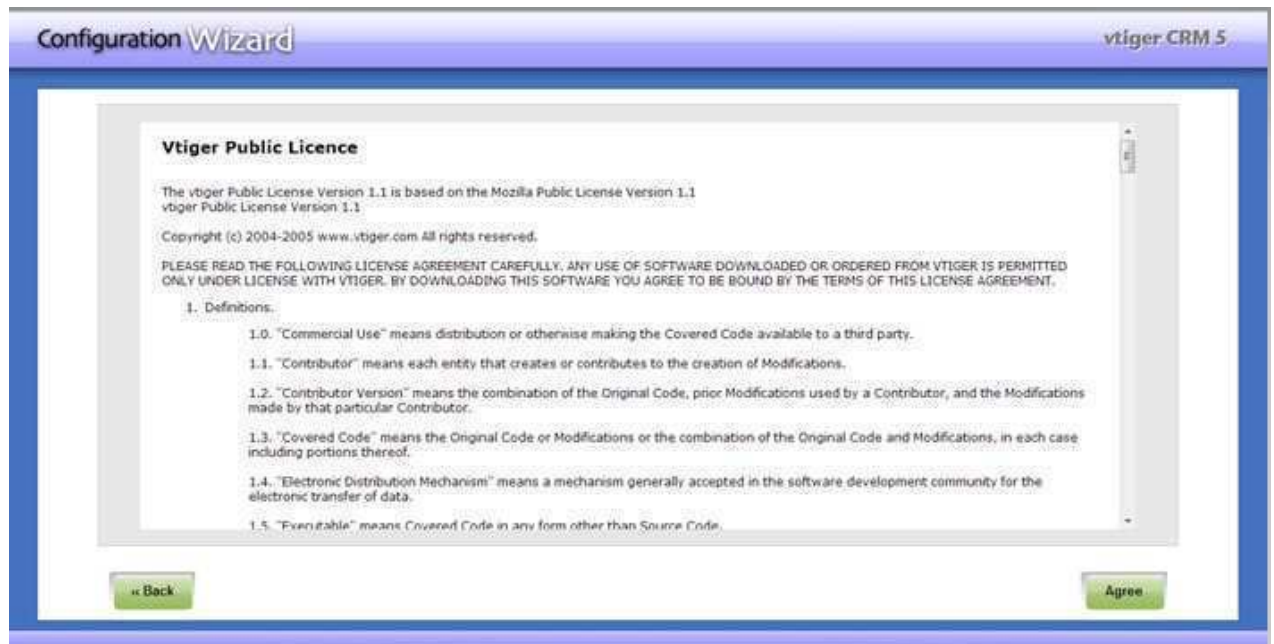 Configuration Wizard
vtiger CRM 5
Vtiger Public Licence
The vtiger Public License Version 1.1 is based on the Mozilla Public License Version 1.1
vtiger Public License Version 1.1
Copyright (c) 2004-2005 www.vtiger.com All rights reserved.
PLEASE READ THE FOLLOWING LICENSE AGREEMENT CAREFULLY. ANY USE OF SOFTWARE DOWNLOADED OR ORDERED FROM VTIGER IS PERMITTED
ONLY UNDER LICENSE WITH VTIGER. BY DOWNLOADING THIS SOFTWARE YOU AGREE TO BE BOUND BY THE TERMS OF THIS LICENSE AGREEMENT.
1. Definitions.
1.0. "Commercial Use" means distribution or otherwise making the Covered Code available to a third party.
1.1. "Contributor" means each entity that creates or contributes to the creation of Modifications.
1.2. "Contributor Version" means the combination of the Original Code, prior Modifications used by a Contributor, and the Modifications
made by that particular Contributor.
1.3. "Covered Code" means the Original Code or Modifications or the combination of the Original Code and Modifications, in each case
including portions thereof.
1.4. "Electronic Distribution Mechanism" means a mechanism generally accepted in the software development community for the
electronic transfer of data.
1.5. "Executable" means Covered Code in any form other than Source Code.
‹‹ Back
Agree